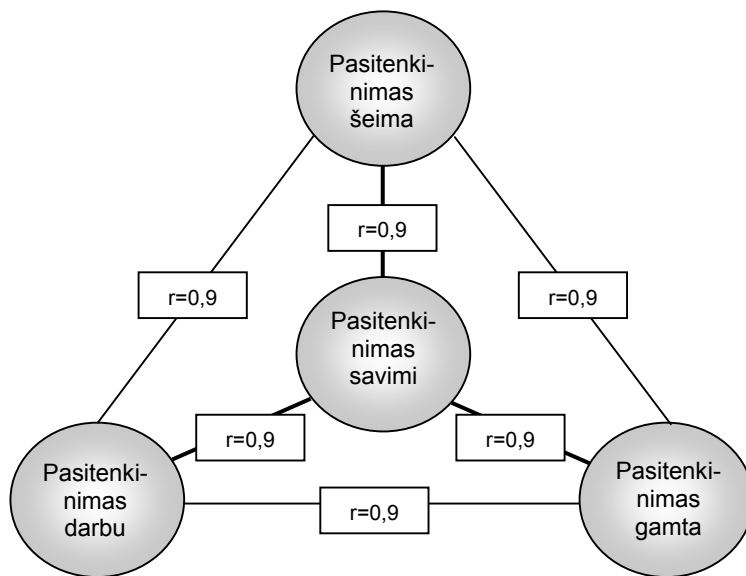 Pasitenki-
nimas
šeima
r=0,9
r=0,9
r=0,9
Pasitenki-
nimas
savimi
r=0,9
r=0,9
Pasitenki-
nimas
darbu
r=0,9
Pasitenki-
nimas
gamta